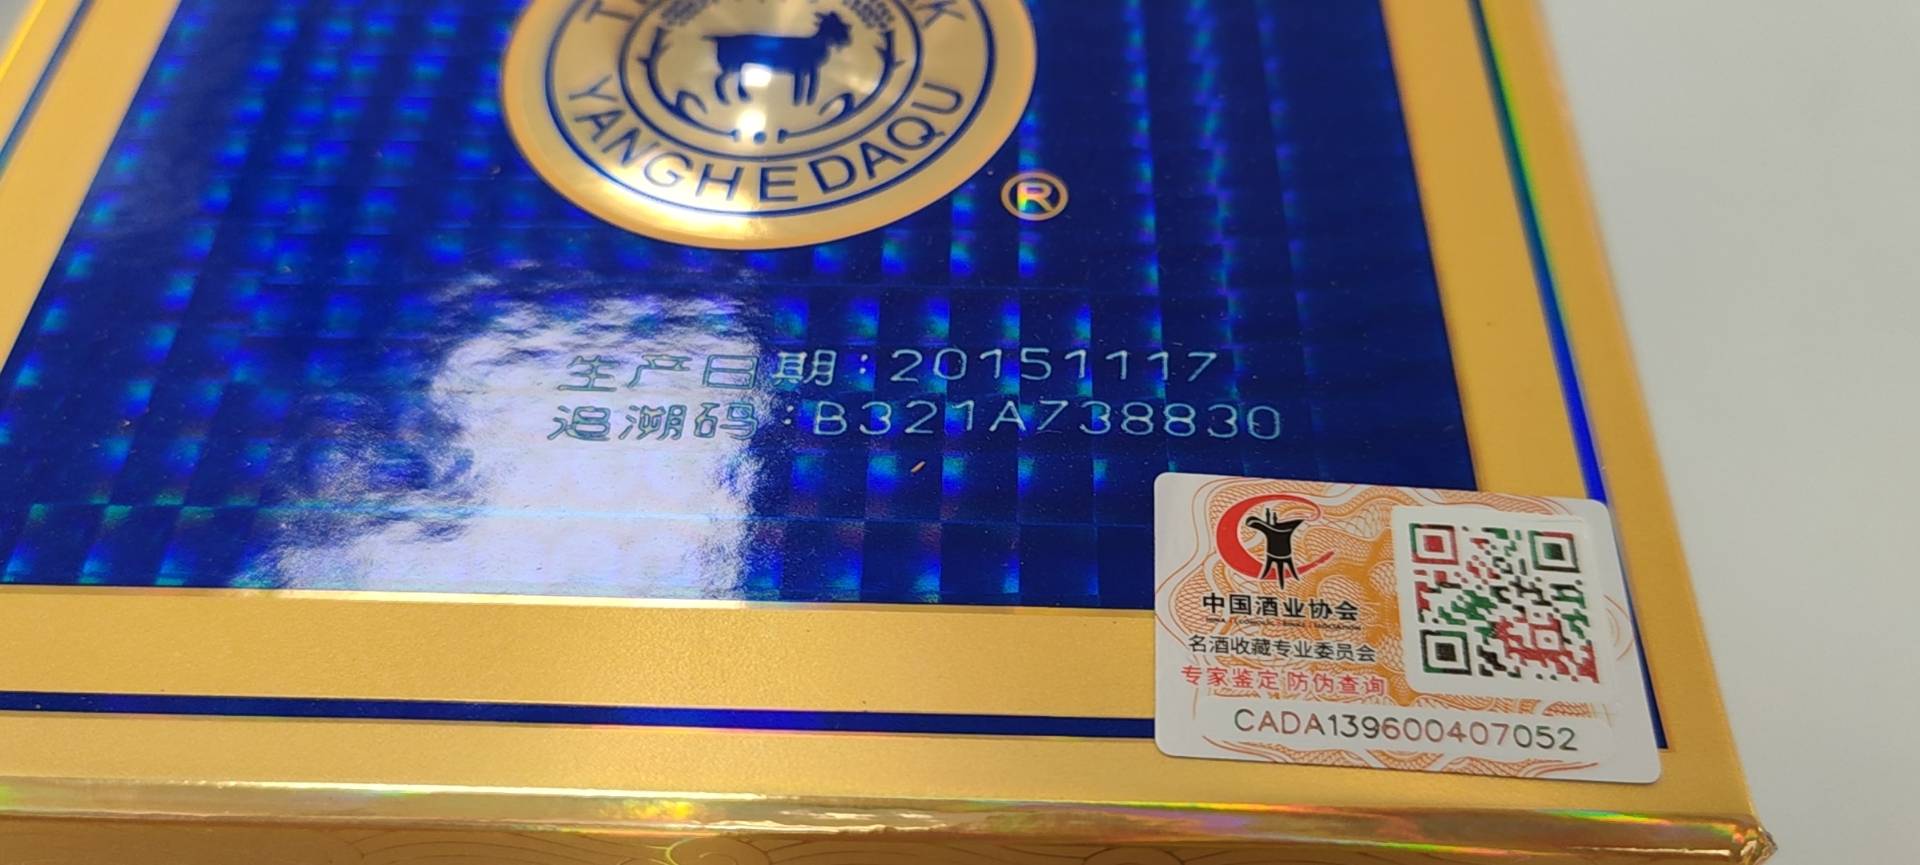 YANGHEDAQU
®
生产日期:20151117
追溯码:B321A738830
中国酒业协会
名酒收藏专业委员会
专家鉴定 防伪查询
CADA139600407052